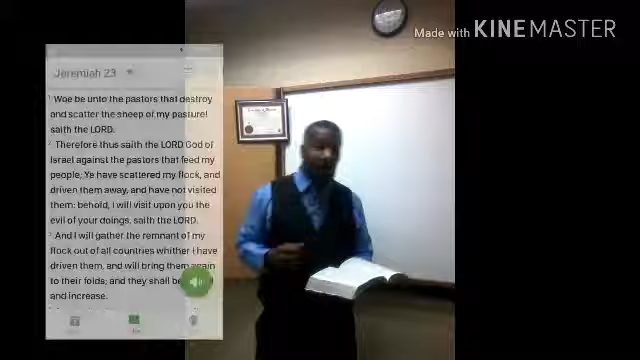 Made with KINEMASTER
Jeremiah 23
1 Woe be unto the pastors that destroy
and scatter the sheep of my pasture!
saith the LORD.
2 Therefore thus saith the LORD God of
Israel against the pastors that feed my
people; Ye have scattered my flock, and
driven them away, and have not visited
them: behold, I will visit upon you the
evil of your doings, saith the LORD.
3 And I will gather the remnant of my
flock out of all countries whither I have
driven them, and will bring them again
to their folds; and they shall be
and increase.